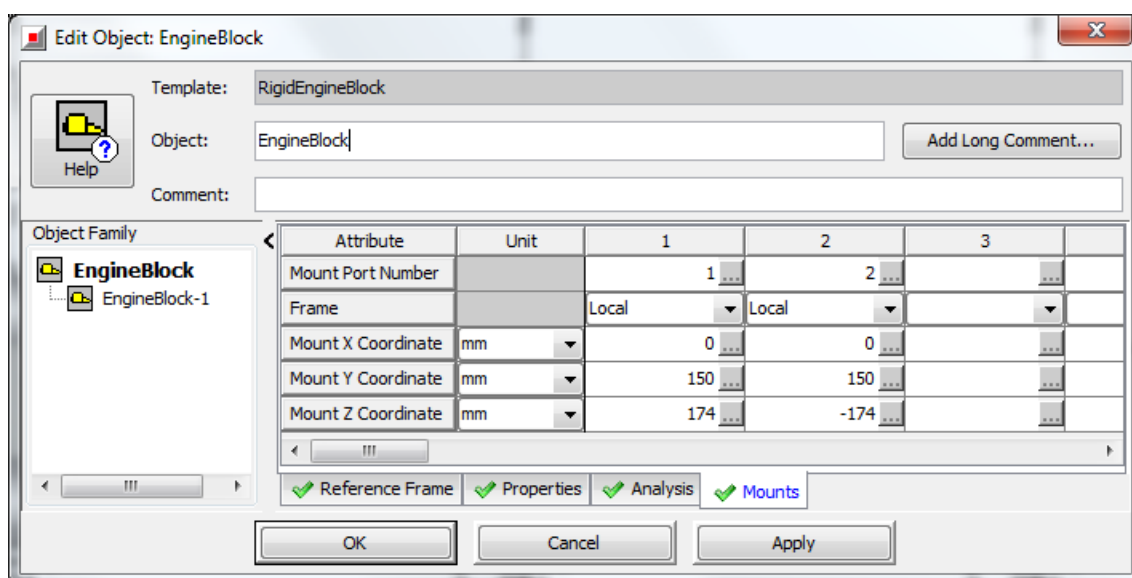 Edit Object: EngineBlock
Template: RigidEngineBlock
Help
Object: EngineBlock Add Long Comment...
Comment:
Object Family
EngineBlock
EngineBlock-1
Attribute Unit 1 2 3
Mount Port Number 1 ... 2 ... ...
Frame Local Local
Mount X Coordinate mm 0 ... 0 ... ...
Mount Y Coordinate mm 150 ... 150 ... ...
Mount Z Coordinate mm 174 ... -174 ... ...
Reference Frame Properties Analysis Mounts
OK Cancel Apply